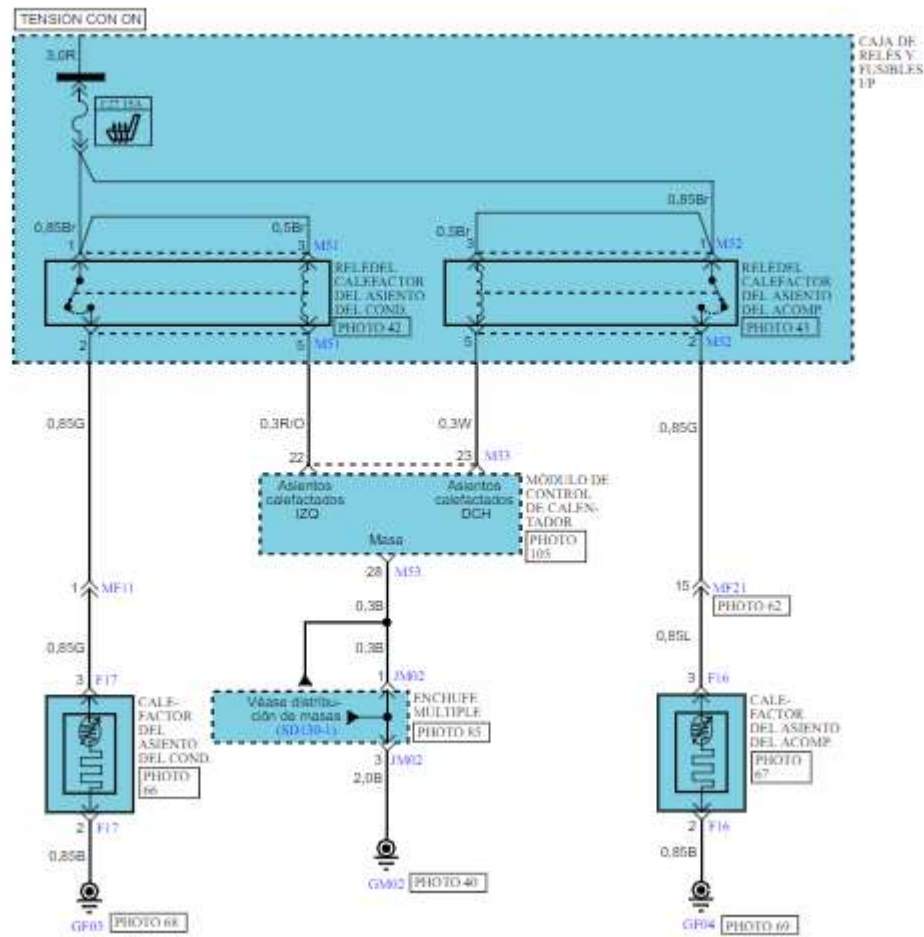 TENSIÓN CON ON
CAJA DE
RELÉS Y
FUSIBLES
I/P
3,0R
0,85Br
0,5Br
0,5Br
0,85Br
1
3 M51
3
1 M52
RELÉDEL
CALEFACTOR
DEL ASIENTO
DEL COND.
PHOTO 42
RELÉDEL
CALEFACTOR
DEL ASIENTO
DEL ACOMP.
PHOTO 43
2
5 M51
5
2 M52
0,85G
0,3R/O
0,3W
0,85G
22
23 M53
Asientos
calefactados
IZQ
Asientos
calefactados
DCH
Masa
MÓDULO DE
CONTROL
DE CALEN-
TADOR
PHOTO
105
28 M53
0,3B
1 MF11
15 MF21
PHOTO 62
0,85G
0,3B
0,85L
3 F17
1 JM02
3 F16
CALE-
FACTOR
DEL
ASIENTO
DEL COND.
PHOTO
66
Véase distribu-
ción de masas
(SD130-1)
ENCHUFE
MÚLTIPLE
PHOTO 85
CALE-
FACTOR
DEL ASIENTO
DEL ACOMP.
PHOTO
67
3 JM02
2,0B
2 F17
2 F16
0,85B
0,85B
GM02 PHOTO 40
GF03 PHOTO 68
GF04 PHOTO 69